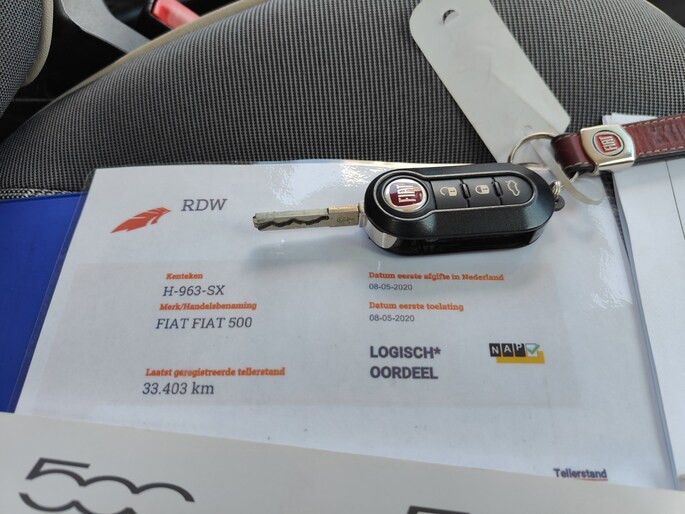 RDW
Kenteken
H-963-SX
Merk/Handelsbenaming
FIAT FIAT 500
Laatst geregistreerde tellerstand
33.403 km
Datum eerste afgifte in Nederland
08-05-2020
Datum eerste toelating
08-05-2020
LOGISCH*
OORDEEL
NAP
Tellerstand
FIAT
FIAT
500